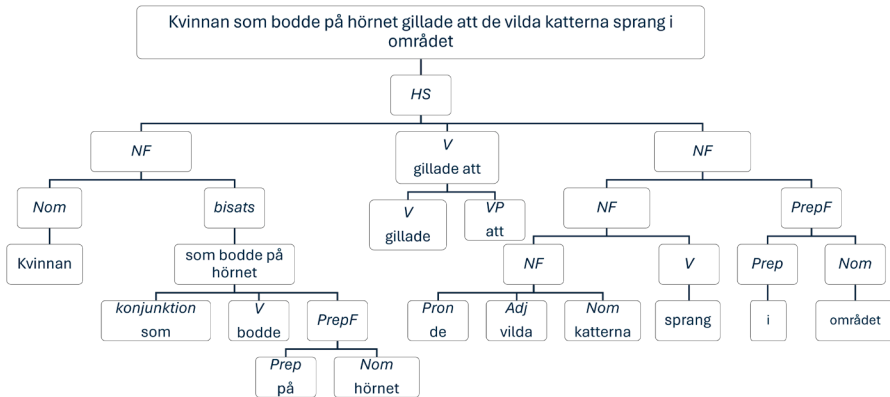 Kvinnan som bodde på hörnet gillade att de vilda katterna sprang i
området
HS
NF
V
gillade att
NF
Nom
bisats
V
gillade
VP
att
NF
PrepF
Kvinnan
som bodde på
hörnet
NF
V
Prep
Nom
konjunktion
som
V
bodde
PrepF
Pron
de
Adj
vilda
Nom
katterna
sprang
i
området
Prep
på
Nom
hörnet